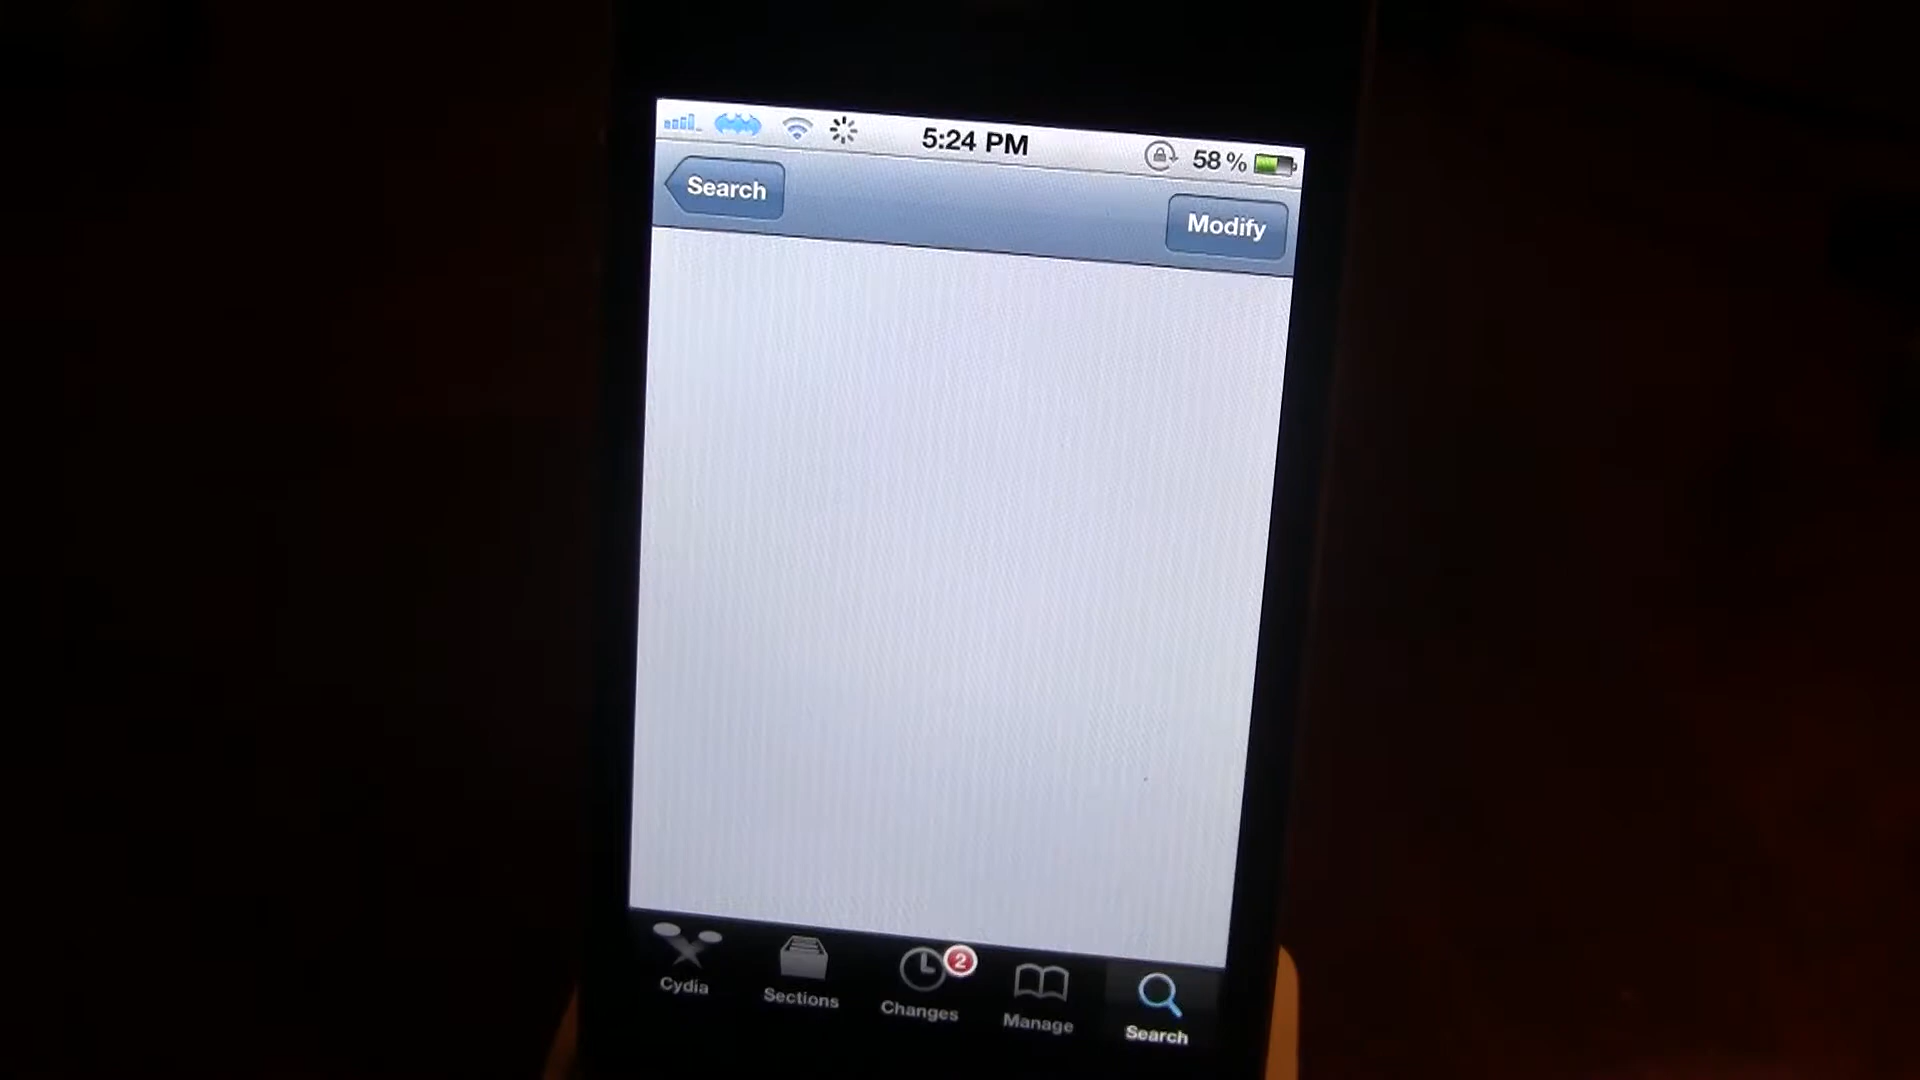 5:24 PM
58 %
Search
Modify
Cydia
Sections
Changes
2
Manage
Search